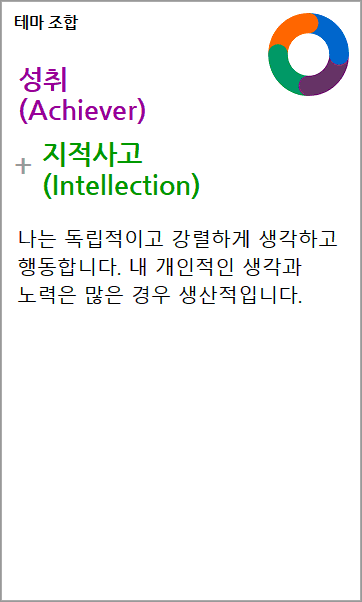 테마 조합
성취
(Achiever)
+ 지적사고
(Intellection)
나는 독립적이고 강렬하게 생각하고
행동합니다. 내 개인적인 생각과
노력은 많은 경우 생산적입니다.